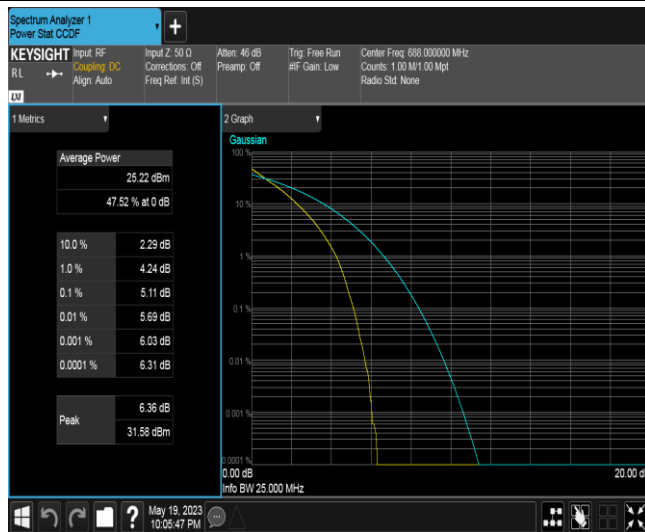 Spectrum Analyzer 1
Power Stat CCDF
+
KEYSIGHT
RL
LXI
Input: RF
Coupling: DC
Align: Auto
Input Z: 50 Ω
Corrections: Off
Freq Ref: Int (S)
Atten: 46 dB
Preamp: Off
Trig: Free Run
#IF Gain: Low
Center Freq: 688.000000 MHz
Counts: 1.00 M/1.00 Mpt
Radio Std: None
1 Metrics
Average Power
25.22 dBm
47.52 % at 0 dB
10.0 % 2.29 dB
1.0 % 4.24 dB
0.1 % 5.11 dB
0.01 % 5.69 dB
0.001 % 6.03 dB
0.0001 % 6.31 dB
Peak
6.36 dB
31.58 dBm
2 Graph
Gaussian
100 %
10 %
1 %
0.1 %
0.01 %
0.001 %
0.0001 %
0.00 dB
20.00 d
Info BW 25.000 MHz
?
May 19, 2023
10:05:47 PM